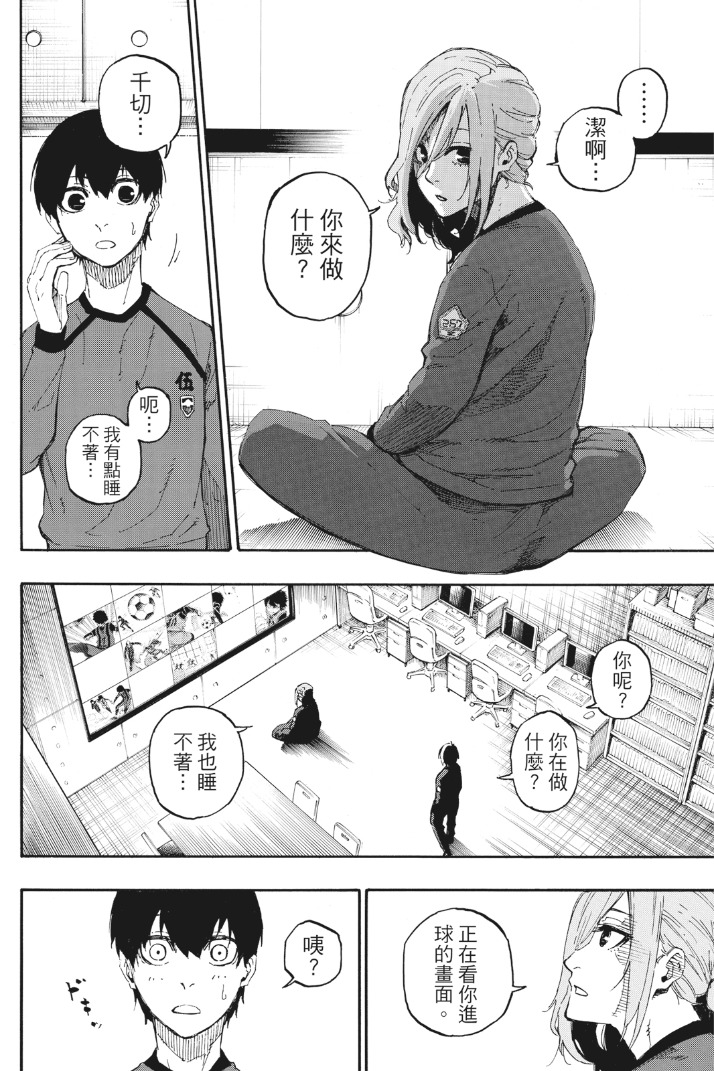 ……
潔啊…
你來做
什麼？
千切…
呃…
我有點睡
不著…
伍
257
你呢？
你在做
什麼？
我也睡
不著…
正在看你進
球的畫面。
咦？
ドキッ